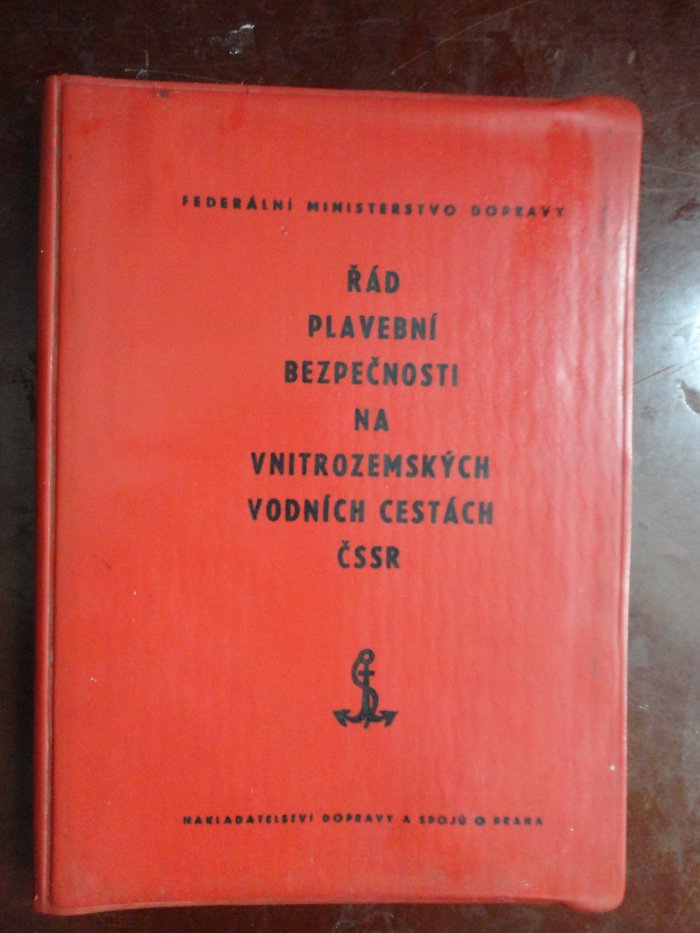 FEDERÁLNÍ MINISTERSTVO DOPRAVY
ŘÁD
PLAVEBNÍ
BEZPEČNOSTI
NA
VNITROZEMSKÝCH
VODNÍCH CESTÁCH
ČSSR
NAKLADATELSTVÍ DOPRAVY A SPOJŮ PRAHA